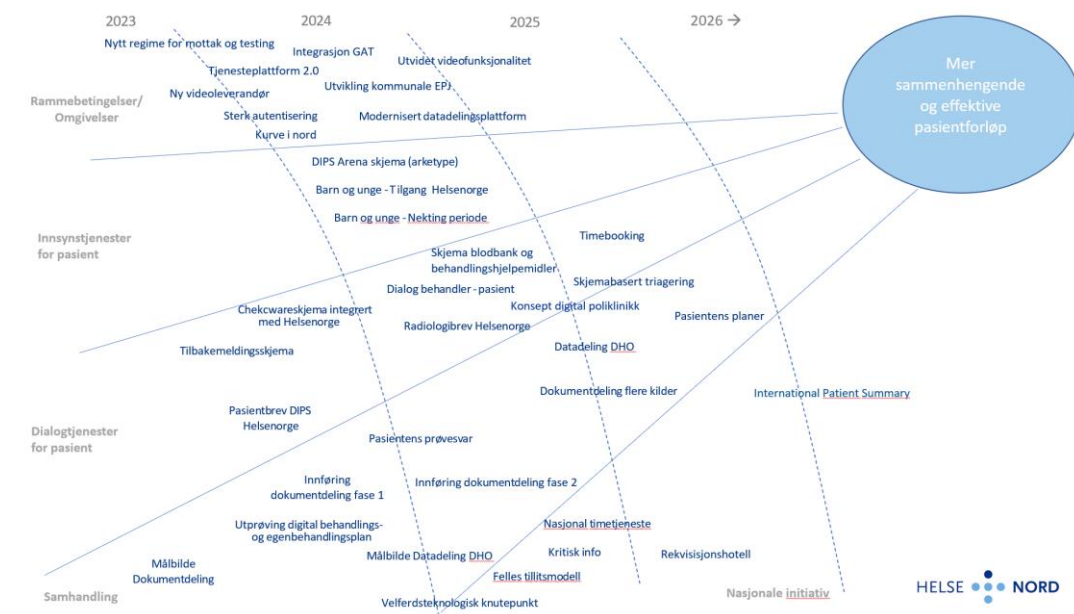 2023
2024
2025
2026 →
Nytt regime for mottak og testing
Integrasjon GAT
Utvidet videofunksjonalitet
Tjenesteplattform 2.0
Ny videoleverandør
Utvikling kommunale EPJ
Rammebetingelser/
Omgivelser
Sterk autentisering
Modernisert datadelingsplattform
Kurve i nord
Mer
sammenhengende
og effektive
pasientforløp
DIPS Arena skjema (arketype)
Barn og unge - Tilgang Helsenorge
Barn og unge - Nekting periode
Innsynstjenester
for pasient
Timebooking
Skjema blodbank og
behandlingshjelpemidler
Skjemabasert triagering
Dialog behandler - pasient
Konsept digital poliklinikk
Pasientens planer
Chekcwareskjema integrert
med Helsenorge
Radiologibrev Helsenorge
Tilbakemeldingsskjema
Datadeling DHO
Dokumentdeling flere kilder
International Patient Summary
Pasientbrev DIPS
Helsenorge
Dialogtjenester
for pasient
Pasientens prøvesvar
Innføring
dokumentdeling fase 1
Innføring dokumentdeling fase 2
Utprøving digital behandlings-
og egenbehandlingsplan
Nasjonal timetjeneste
Målbilde
Dokumentdeling
Målbilde Datadeling DHO
Kritisk info
Rekvisisjonshotell
Felles tillitsmodell
Samhandling
Velferdsteknologisk knutepunkt
Nasjonale initiativ
HELSE NORD